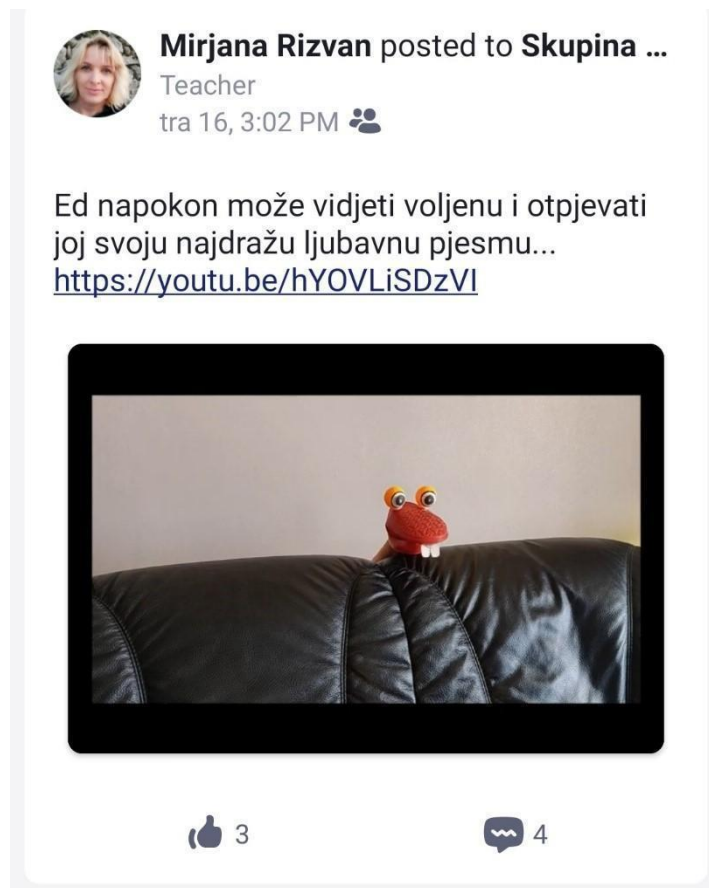 Mirjana Rizvan posted to Skupina ...
Teacher
tra 16, 3:02 PM
Ed napokon može vidjeti voljenu i otpjevati
joj svoju najdražu ljubavnu pjesmu...
https://youtu.be/hYOVLiSDzVI
3
4